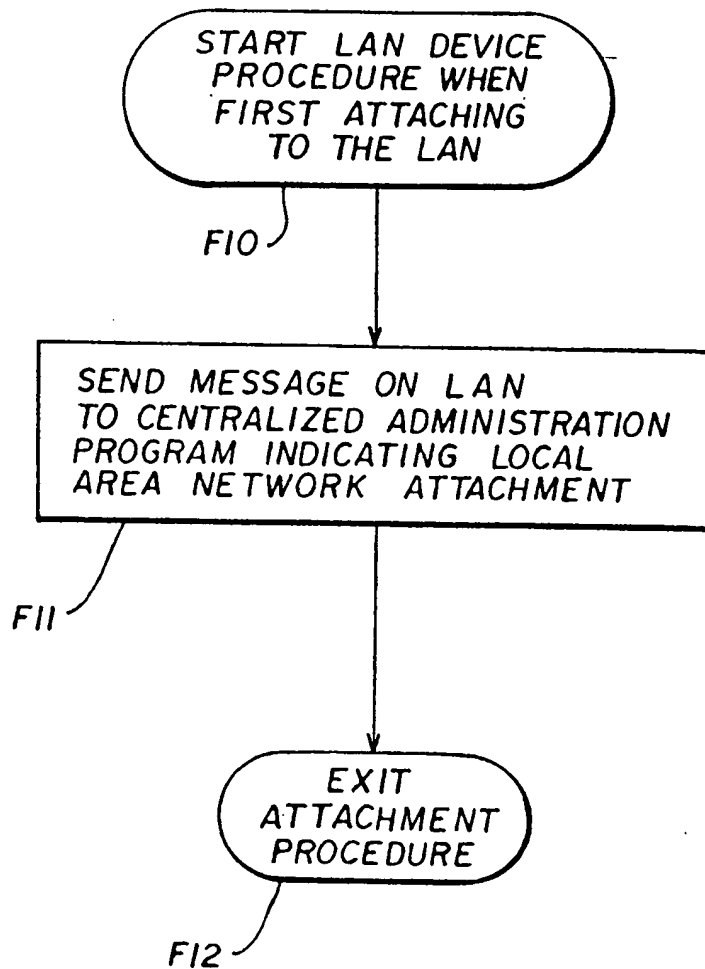 START LAN DEVICE
PROCEDURE WHEN
FIRST ATTACHING
TO THE LAN
F10
SEND MESSAGE ON LAN
TO CENTRALIZED ADMINISTRATION
PROGRAM INDICATING LOCAL
AREA NETWORK ATTACHMENT
F11
EXIT
ATTACHMENT
PROCEDURE
F12